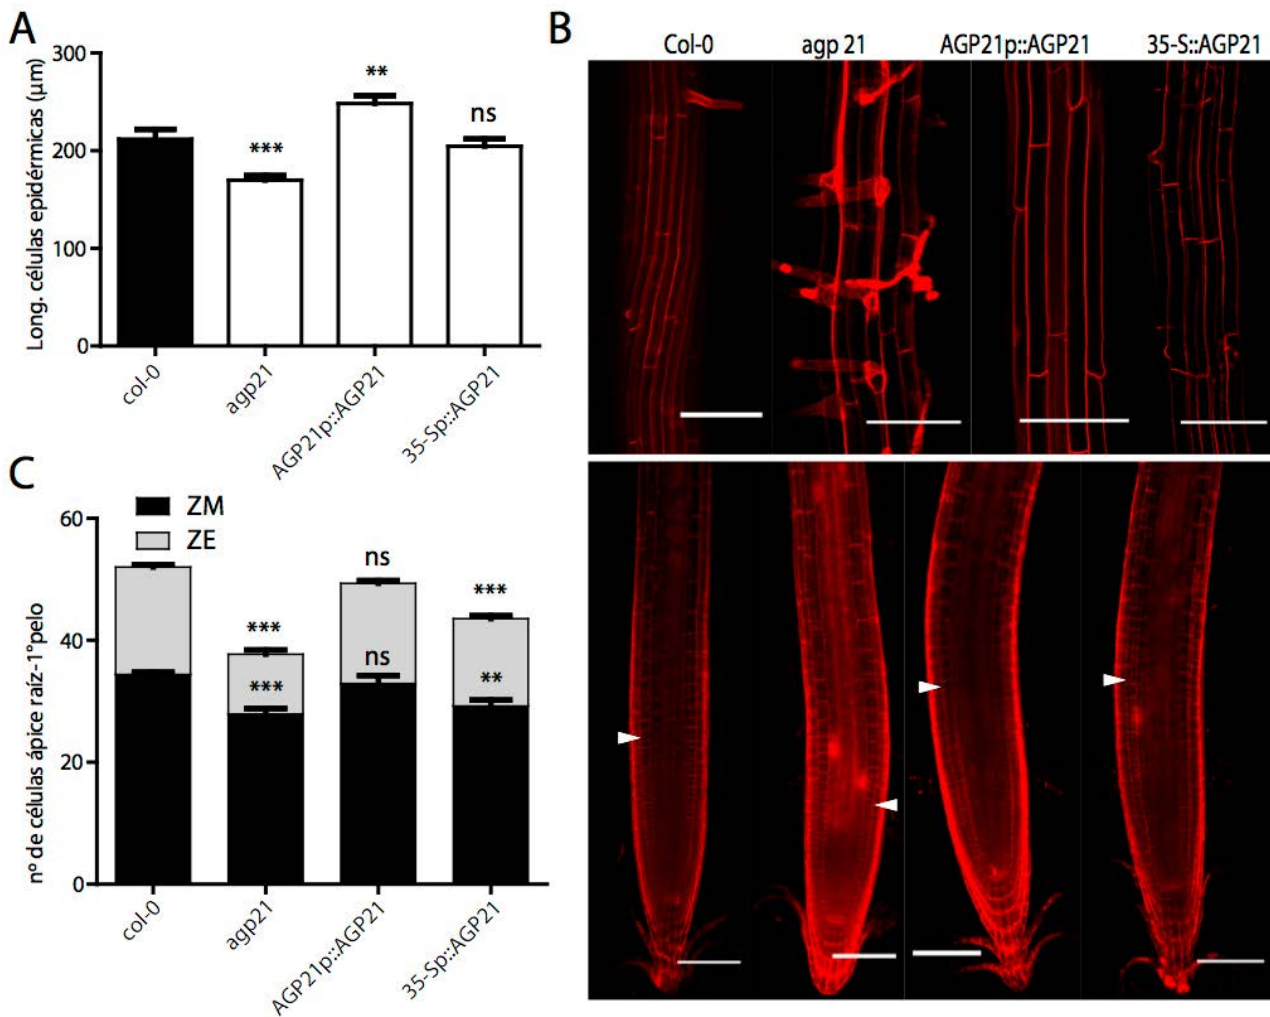 A
Long. células epidérmicas (µm)
300
200
100
0
***
**
ns
col-0
agp21
AGP21p::AGP21
35-Sp::AGP21
B
Col-0
agp 21
AGP21p::AGP21
35-S::AGP21
C
ZM
ZE
nº de células ápice raíz-1ºpelo
60
40
20
0
***
***
ns
ns
***
**
col-0
agp21
AGP21p::AGP21
35-Sp::AGP21